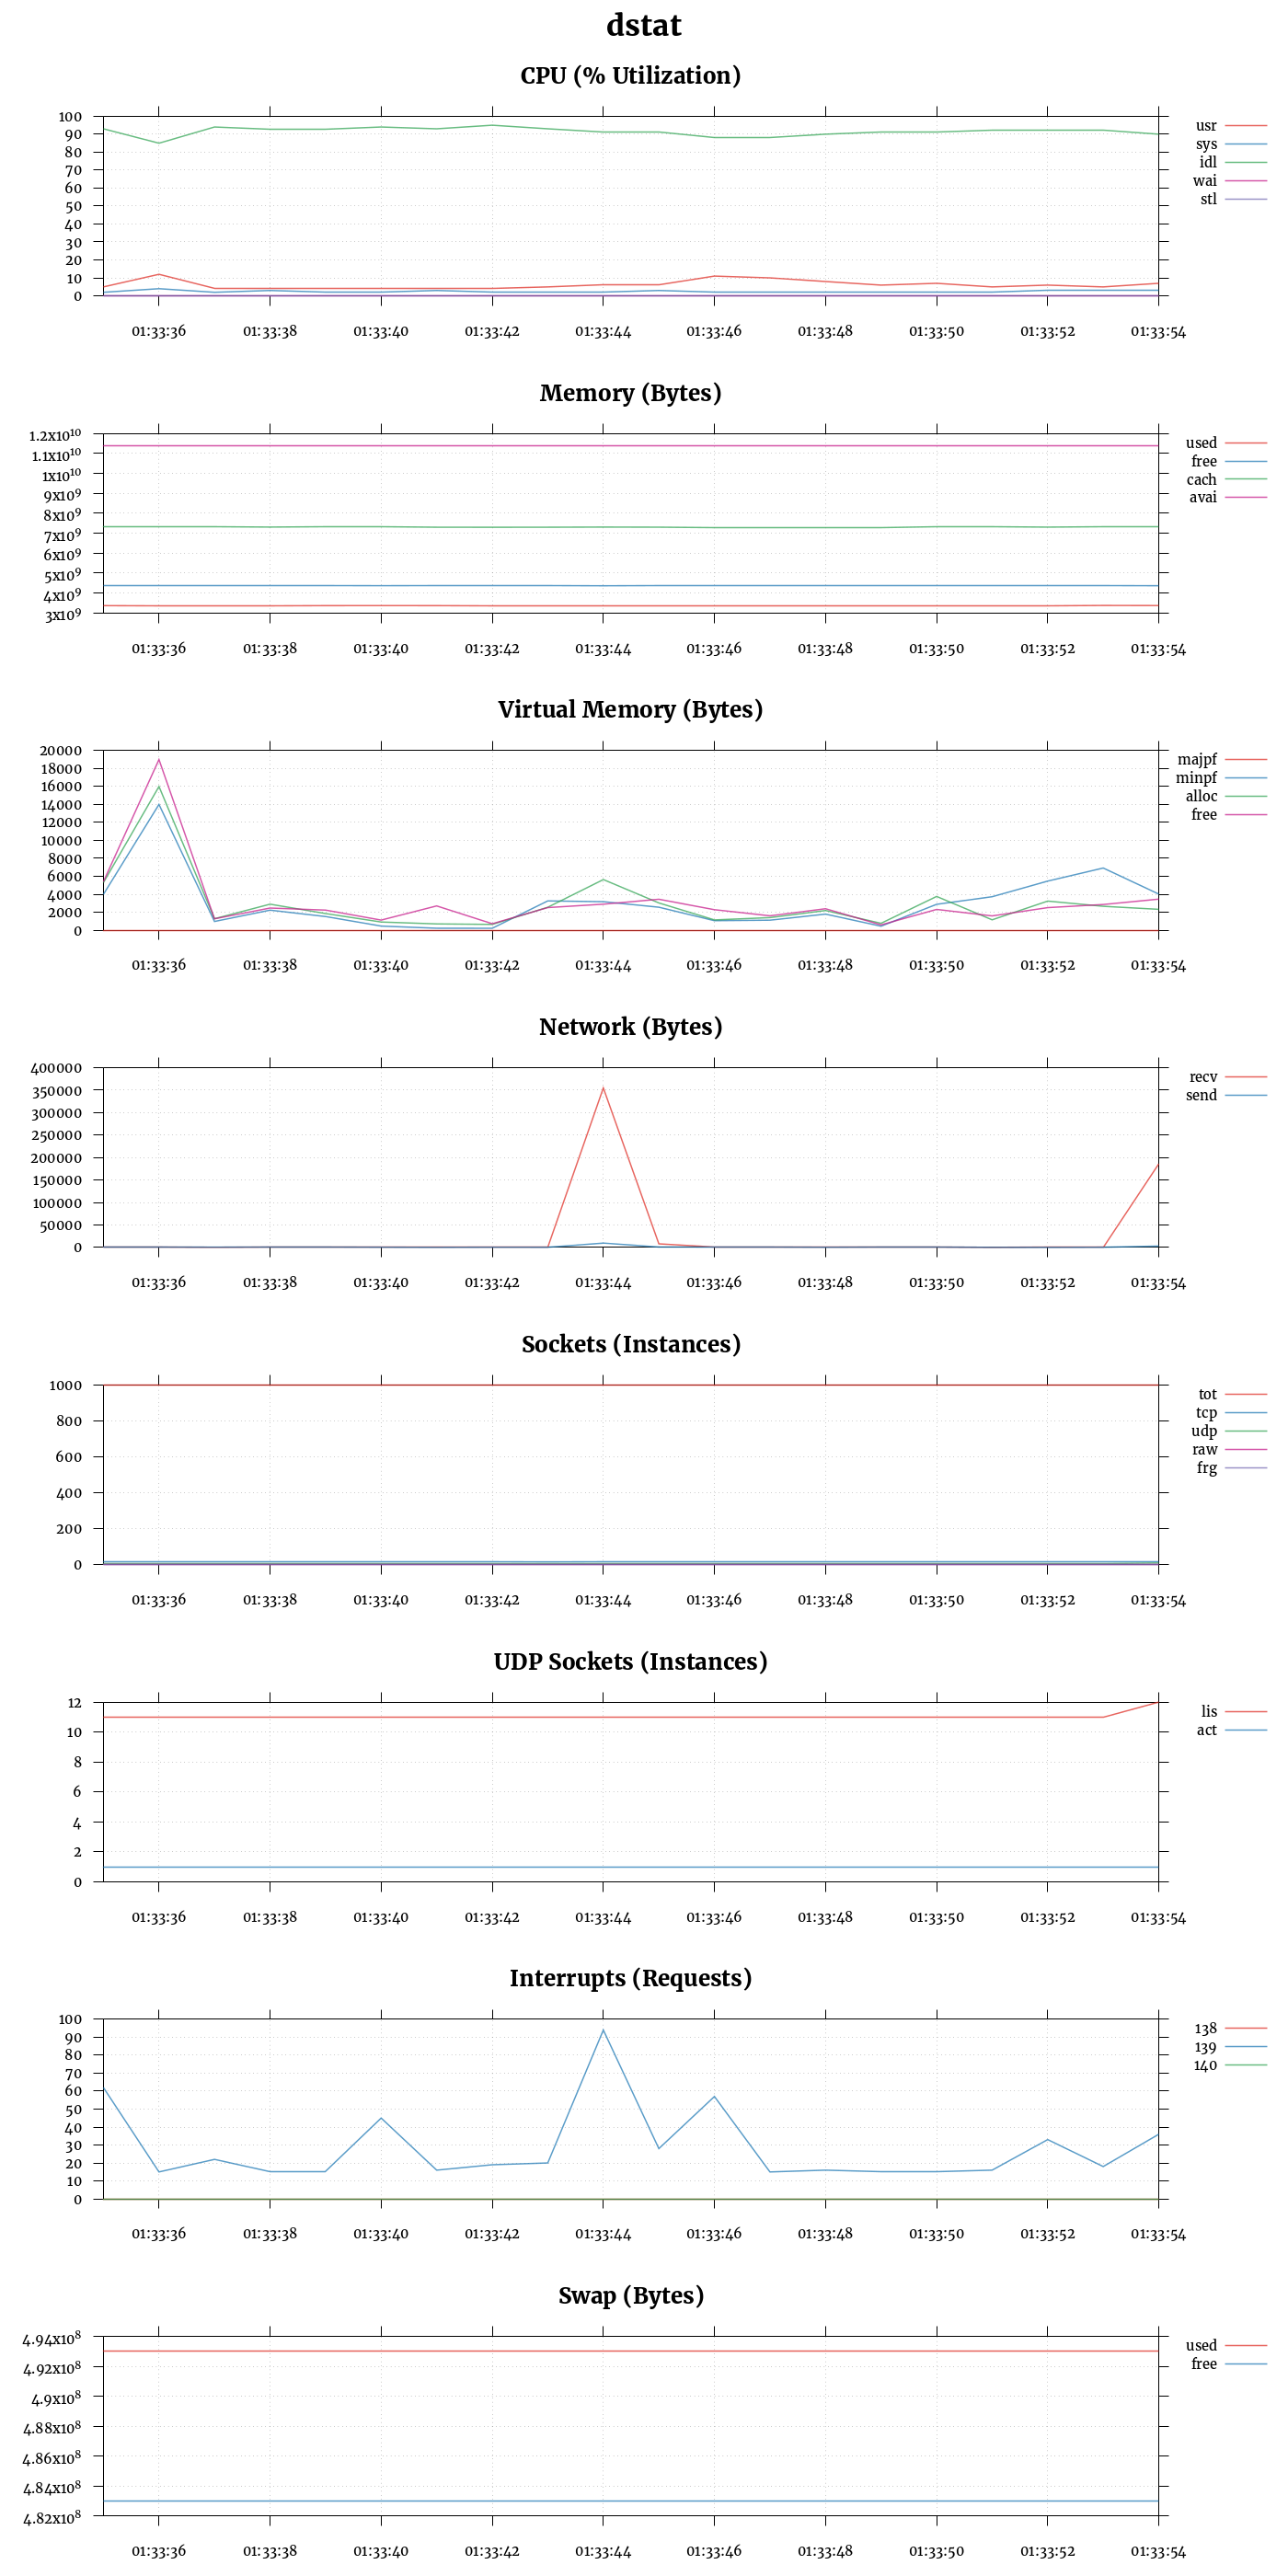 dstat
CPU (% Utilization)
100
90
80
70
60
50
40
30
20
10
0
usr
sys
idl
wai
stl
01:33:36 01:33:38 01:33:40 01:33:42 01:33:44 01:33:46 01:33:48 01:33:50 01:33:52 01:33:54
Memory (Bytes)
1.2x10¹⁰
1.1x10¹⁰
1x10¹⁰
9x10⁹
8x10⁹
7x10⁹
6x10⁹
5x10⁹
4x10⁹
3x10⁹
used
free
cach
avai
01:33:36 01:33:38 01:33:40 01:33:42 01:33:44 01:33:46 01:33:48 01:33:50 01:33:52 01:33:54
Virtual Memory (Bytes)
20000
18000
16000
14000
12000
10000
8000
6000
4000
2000
0
majpf
minpf
alloc
free
01:33:36 01:33:38 01:33:40 01:33:42 01:33:44 01:33:46 01:33:48 01:33:50 01:33:52 01:33:54
Network (Bytes)
400000
350000
300000
250000
200000
150000
100000
50000
0
recv
send
01:33:36 01:33:38 01:33:40 01:33:42 01:33:44 01:33:46 01:33:48 01:33:50 01:33:52 01:33:54
Sockets (Instances)
1000
800
600
400
200
0
tot
tcp
udp
raw
frg
01:33:36 01:33:38 01:33:40 01:33:42 01:33:44 01:33:46 01:33:48 01:33:50 01:33:52 01:33:54
UDP Sockets (Instances)
12
10
8
6
4
2
0
lis
act
01:33:36 01:33:38 01:33:40 01:33:42 01:33:44 01:33:46 01:33:48 01:33:50 01:33:52 01:33:54
Interrupts (Requests)
100
90
80
70
60
50
40
30
20
10
0
138
139
140
01:33:36 01:33:38 01:33:40 01:33:42 01:33:44 01:33:46 01:33:48 01:33:50 01:33:52 01:33:54
Swap (Bytes)
4.94x10⁸
4.92x10⁸
4.9x10⁸
4.88x10⁸
4.86x10⁸
4.84x10⁸
4.82x10⁸
used
free
01:33:36 01:33:38 01:33:40 01:33:42 01:33:44 01:33:46 01:33:48 01:33:50 01:33:52 01:33:54